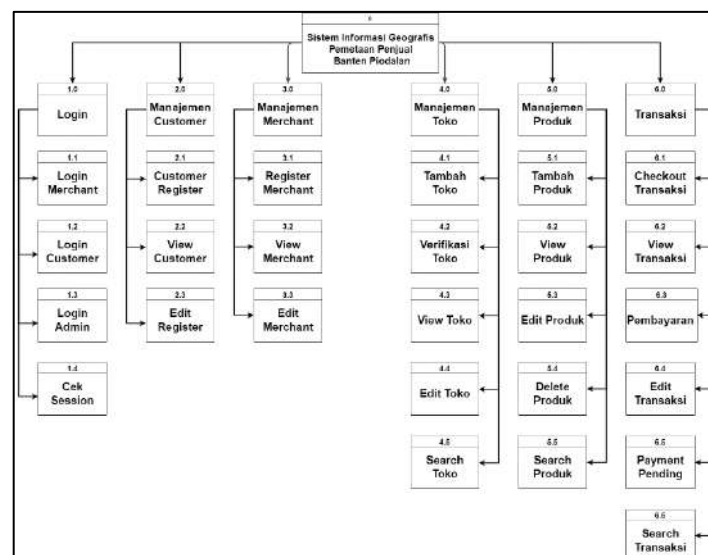 0
Sistem Informasi Geografis
Pemetaan Penjual
Banten Piodalan
1.0
Login
2.0
Manajemen
Customer
3.0
Manajemen
Merchant
4.0
Manajemen
Toko
5.0
Manajemen
Produk
6.0
Transaksi
1.1
Login
Merchant
2.1
Customer
Register
3.1
Register
Merchant
4.1
Tambah
Toko
5.1
Tambah
Produk
6.1
Checkout
Transaksi
1.2
Login
Customer
2.2
View
Customer
3.2
View
Merchant
4.2
Verifikasi
Toko
5.2
View
Produk
6.2
View
Transaksi
1.3
Login
Admin
2.3
Edit
Register
3.3
Edit
Merchant
4.3
View Toko
5.3
Edit Produk
6.3
Pembayaran
1.4
Cek
Session
4.4
Edit Toko
5.4
Delete
Produk
6.4
Edit
Transaksi
4.5
Search
Toko
5.5
Search
Produk
6.5
Payment
Pending
6.6
Search
Transaksi